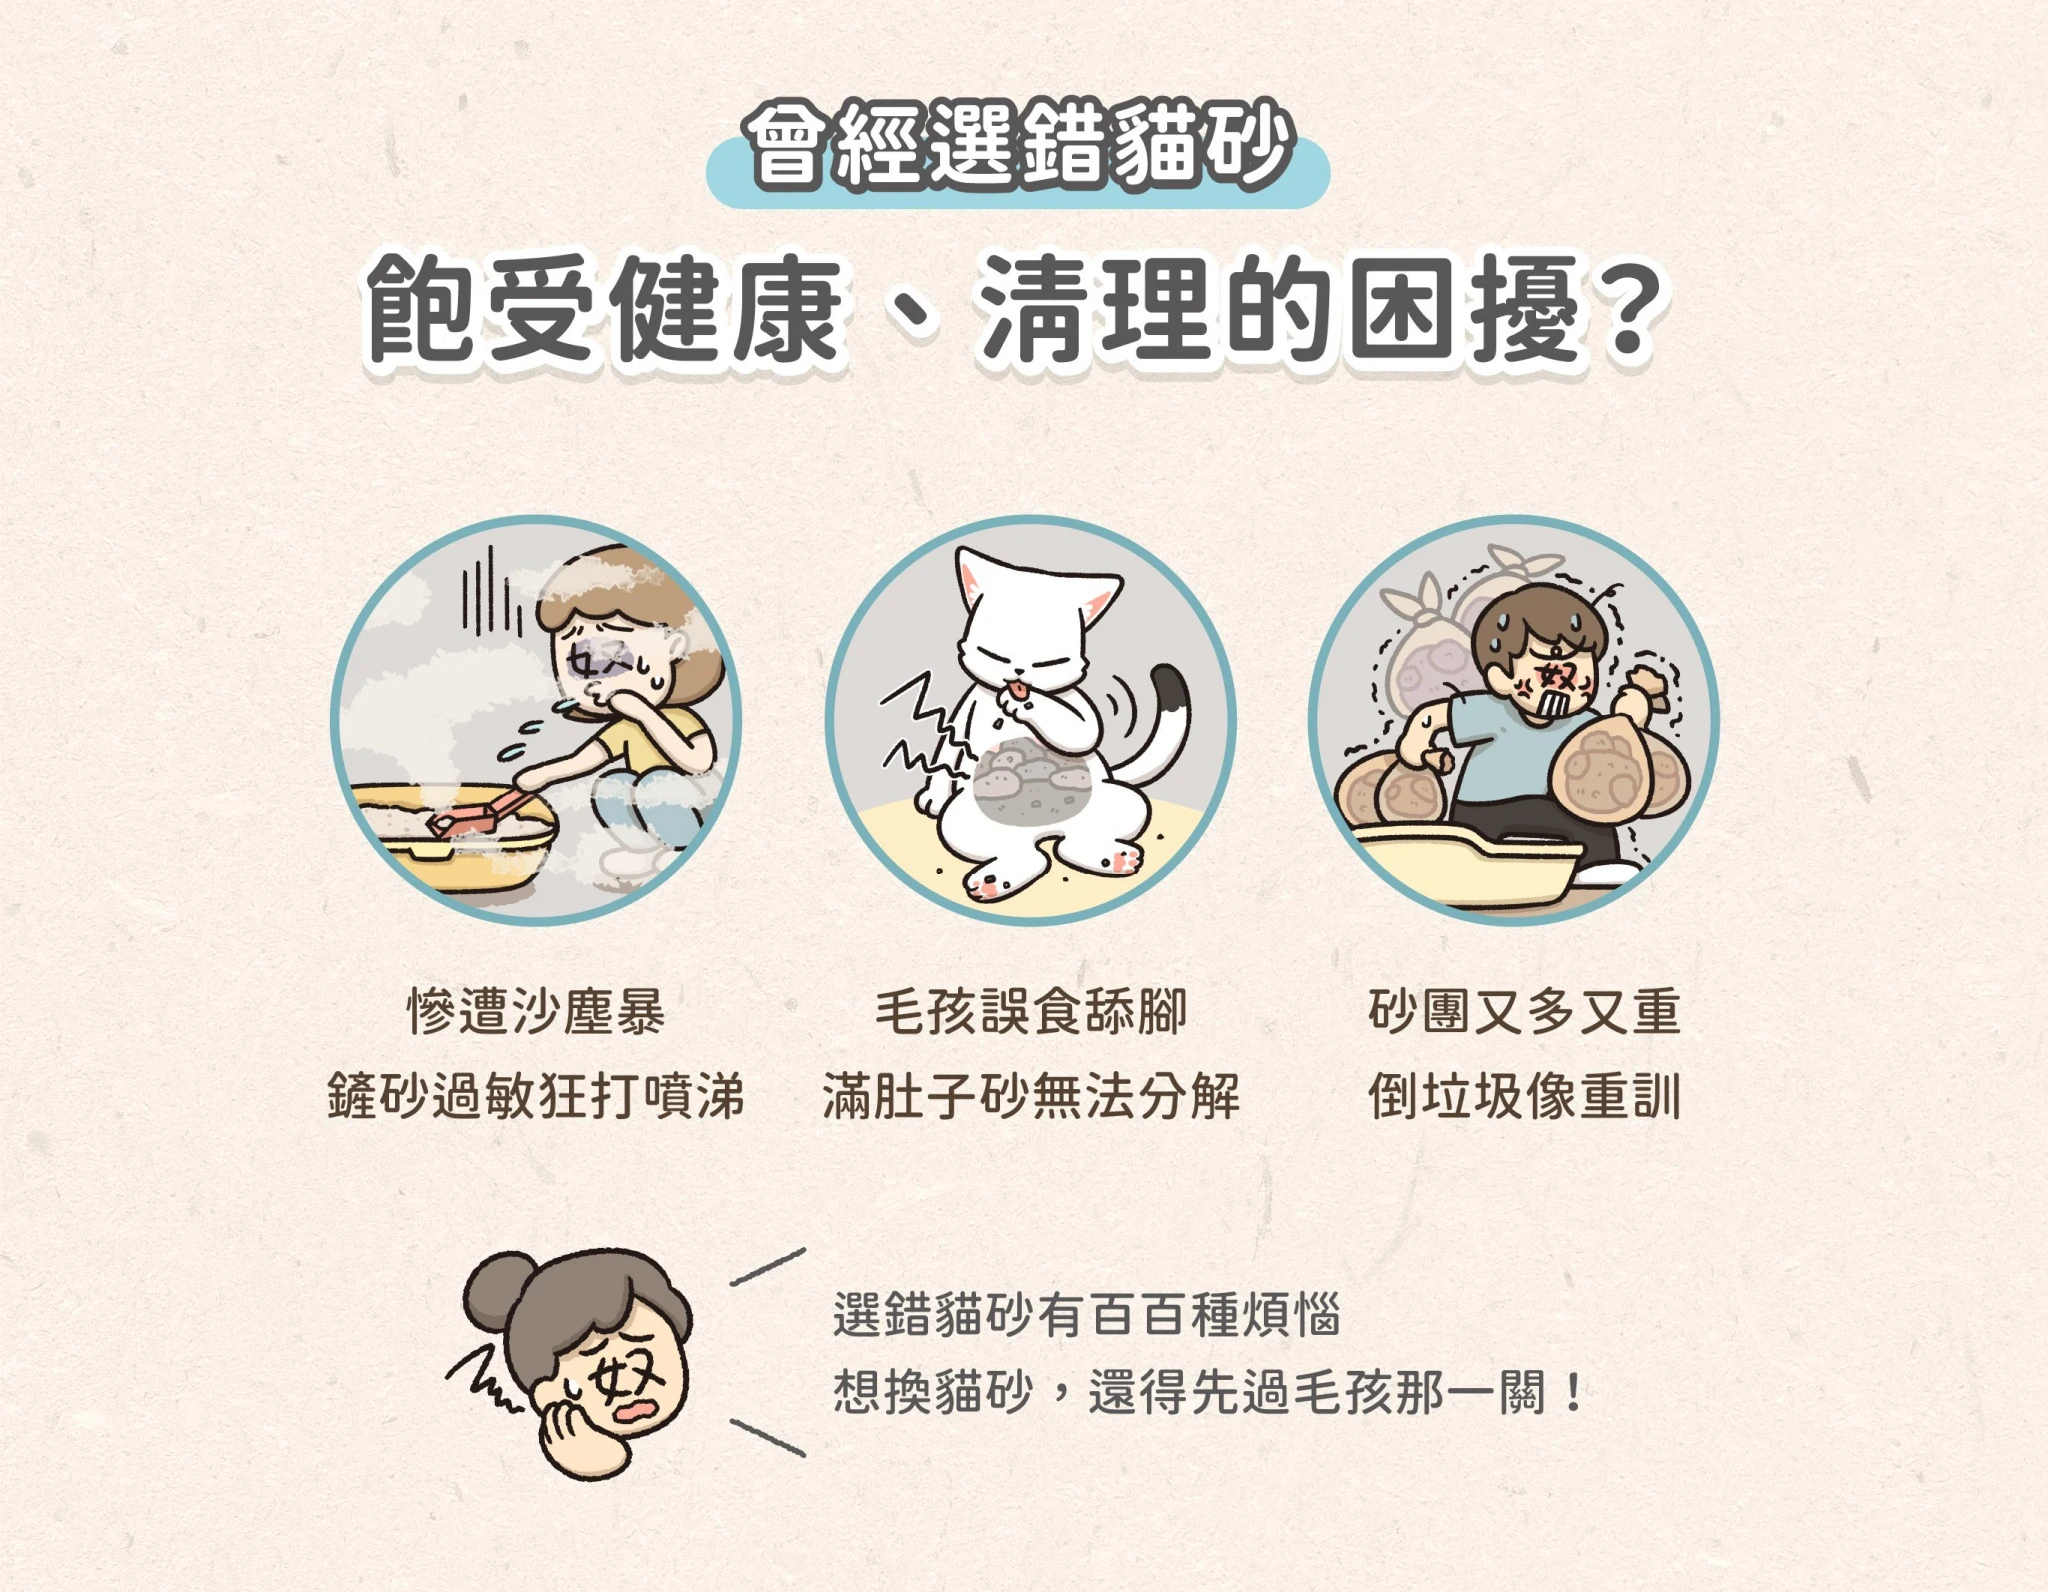 曾經選錯貓砂
飽受健康、清理的困擾？
奴
奴
慘遭沙塵暴
鏟砂過敏狂打噴涕
毛孩誤食舔腳
滿肚子砂無法分解
砂團又多又重
倒垃圾像重訓
奴
選錯貓砂有百百種煩惱
想換貓砂，還得先過毛孩那一關！